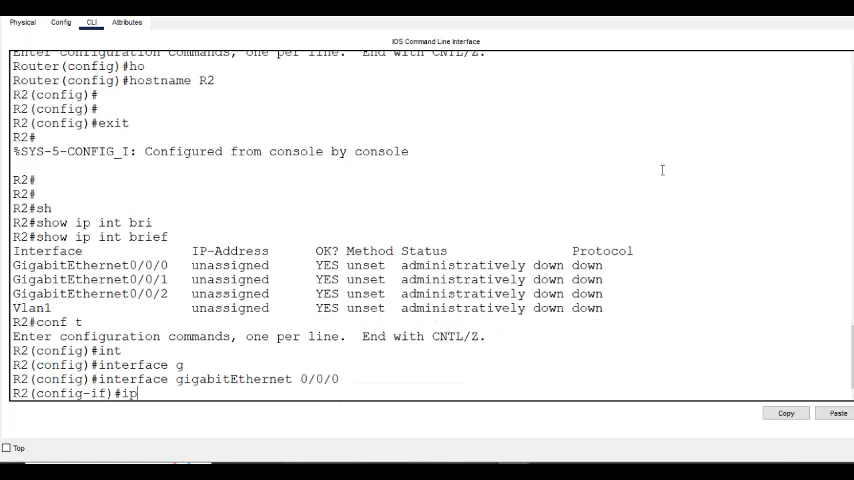 Physical Config CLI Attributes
IOS Command Line Interface
Enter configuration commands, one per line.  End with CNTL/Z.
Router(config)#ho
Router(config)#hostname R2
R2(config)#
R2(config)#
R2(config)#exit
R2#
%SYS-5-CONFIG_I: Configured from console by console
R2#
R2#
R2#sh
R2#show ip int bri
R2#show ip int brief
Interface IP-Address OK? Method Status Protocol
GigabitEthernet0/0/0 unassigned YES unset administratively down down
GigabitEthernet0/0/1 unassigned YES unset administratively down down
GigabitEthernet0/0/2 unassigned YES unset administratively down down
Vlan1 unassigned YES unset administratively down down
R2#conf t
Enter configuration commands, one per line.  End with CNTL/Z.
R2(config)#int
R2(config)#interface g
R2(config)#interface gigabitEthernet 0/0/0
R2(config-if)#ip
Copy Paste
Top